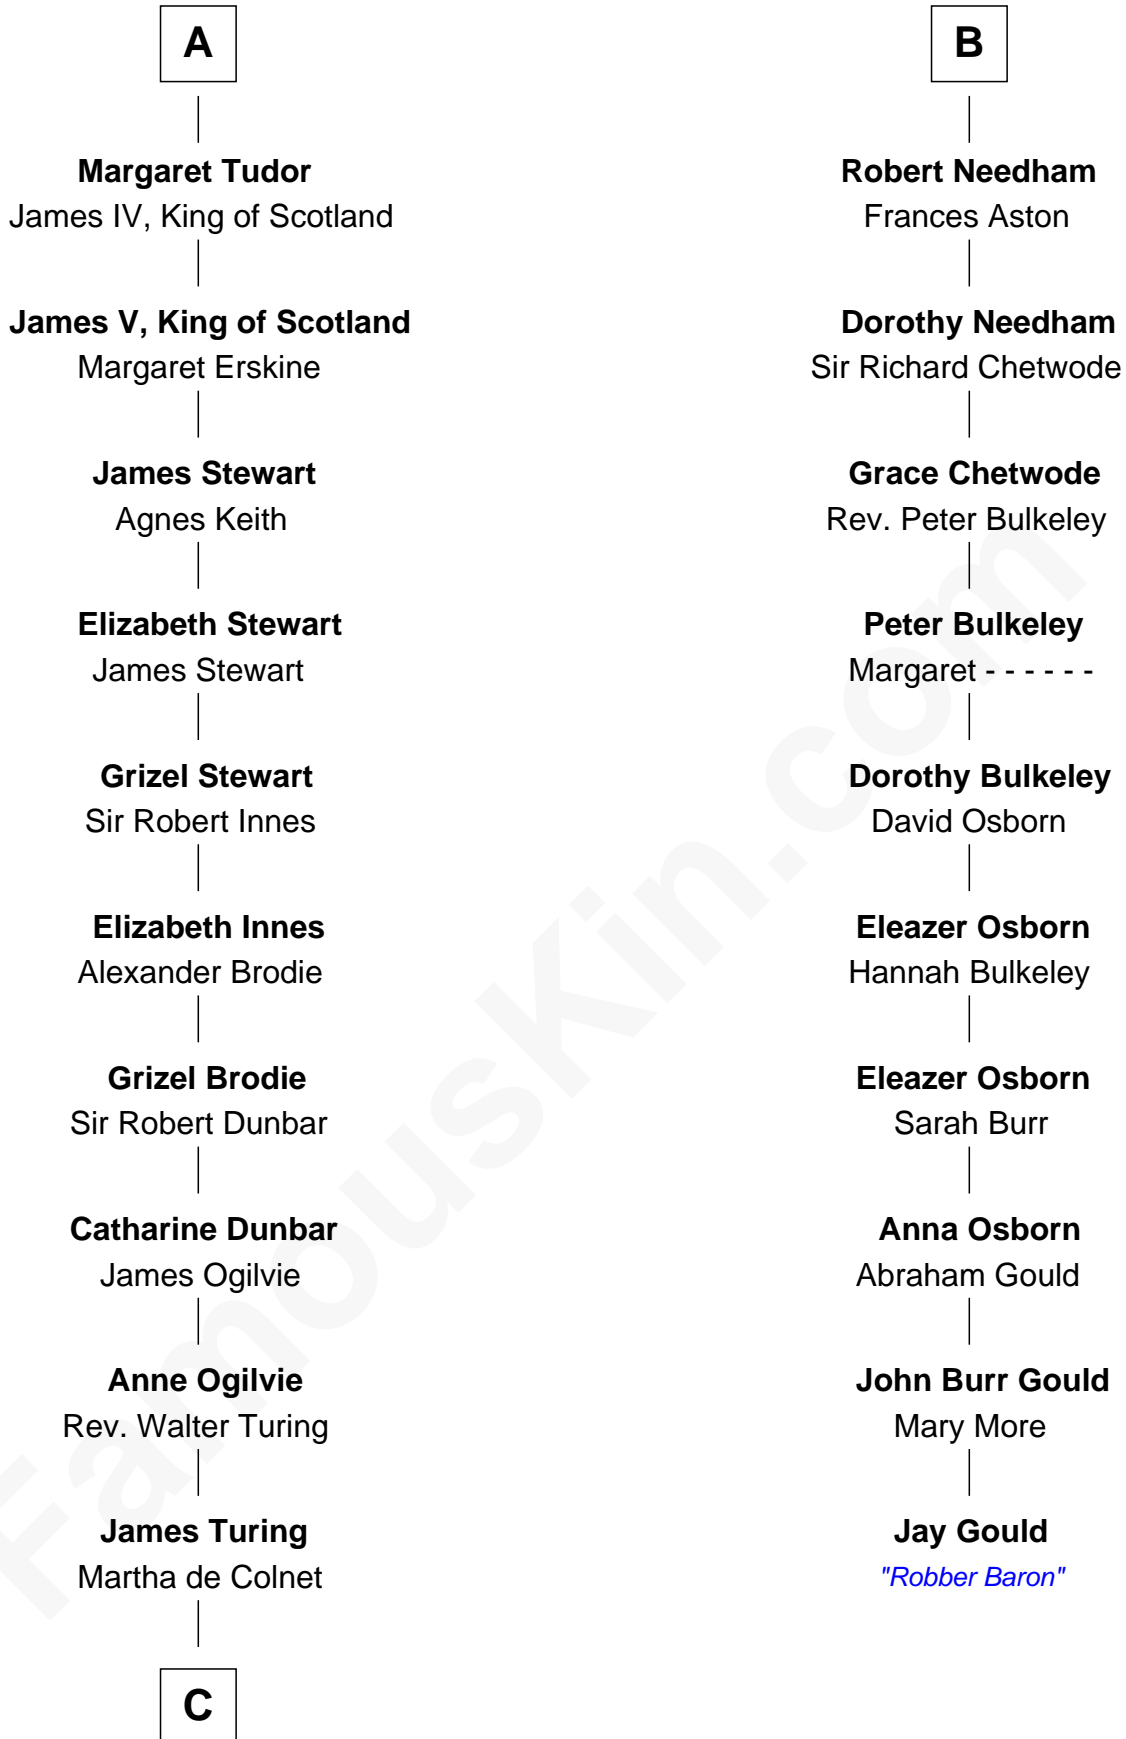 A
Margaret Tudor
James IV, King of Scotland
James V, King of Scotland
Margaret Erskine
James Stewart
Agnes Keith
Elizabeth Stewart
James Stewart
Grizel Stewart
Sir Robert Innes
Elizabeth Innes
Alexander Brodie
Grizel Brodie
Sir Robert Dunbar
Catharine Dunbar
James Ogilvie
Anne Ogilvie
Rev. Walter Turing
James Turing
Martha de Colnet
C
B
Robert Needham
Frances Aston
Dorothy Needham
Sir Richard Chetwode
Grace Chetwode
Rev. Peter Bulkeley
Peter Bulkeley
Margaret - - - - - -
Dorothy Bulkeley
David Osborn
Eleazer Osborn
Hannah Bulkeley
Eleazer Osborn
Sarah Burr
Anna Osborn
Abraham Gould
John Burr Gould
Mary More
Jay Gould
"Robber Baron"
FamousKin.com